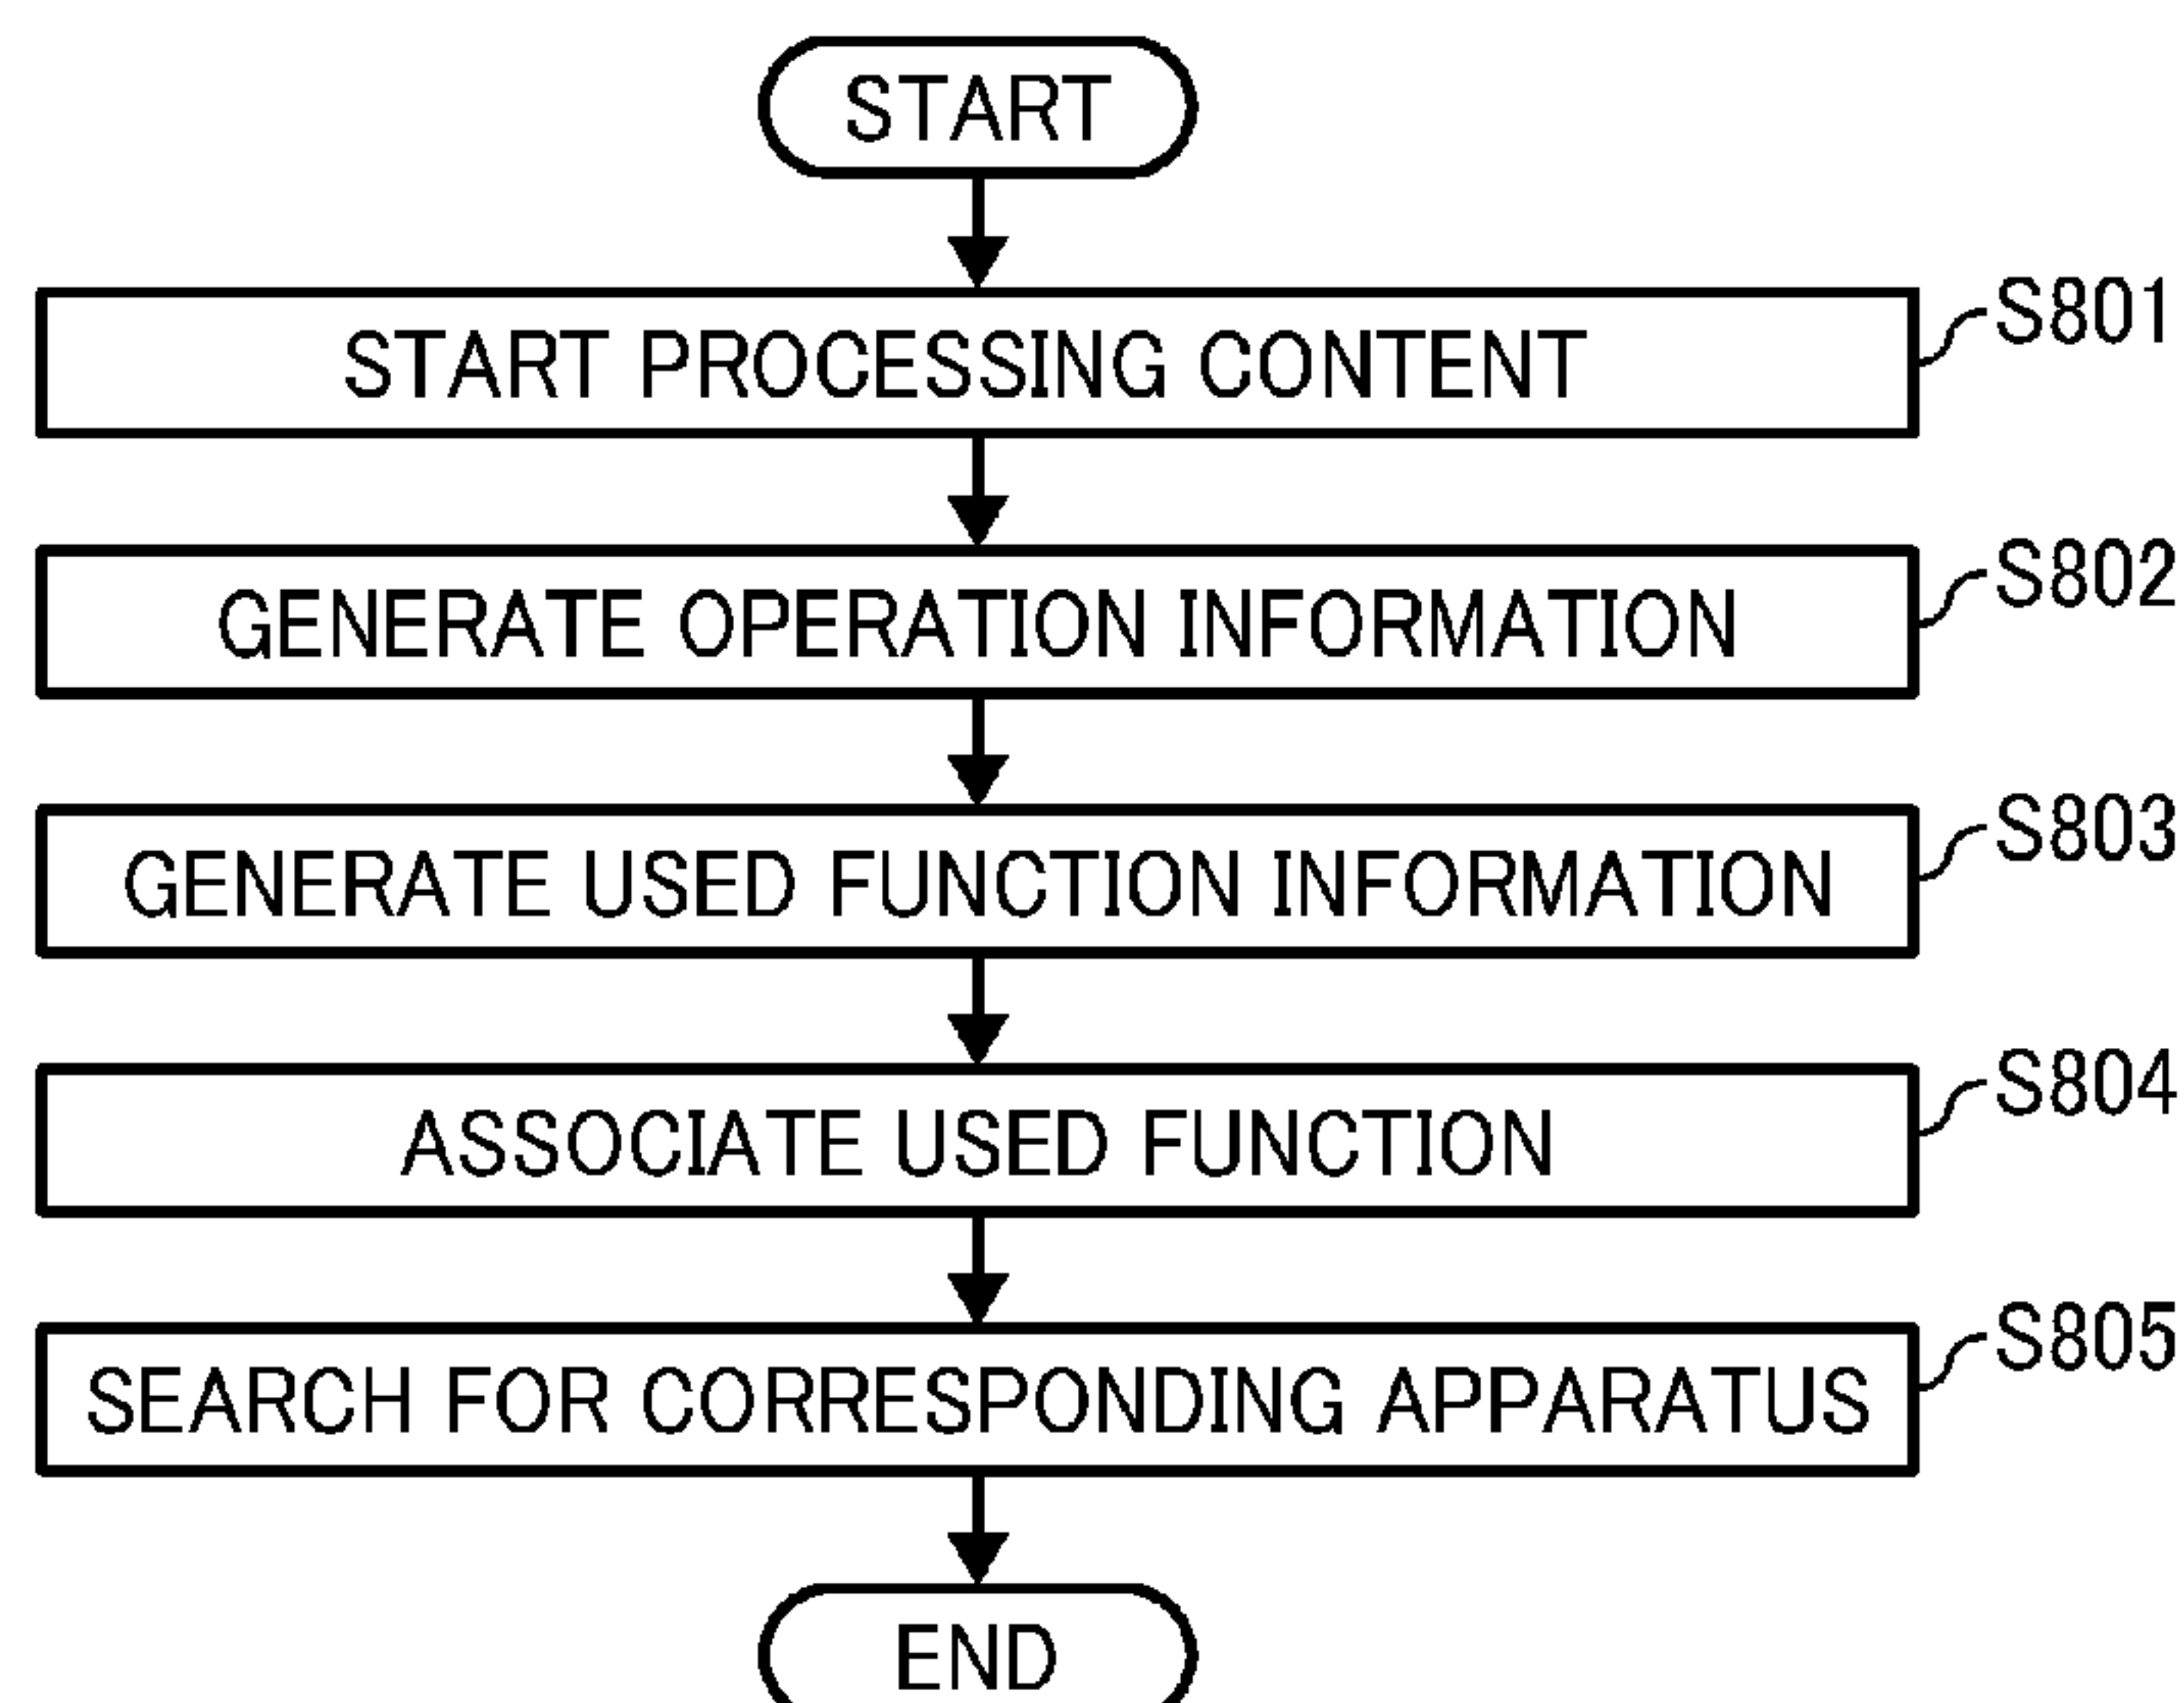 START
START PROCESSING CONTENT
S801
GENERATE OPERATION INFORMATION
S802
GENERATE USED FUNCTION INFORMATION
S803
ASSOCIATE USED FUNCTION
S804
SEARCH FOR CORRESPONDING APPARATUS
S805
END